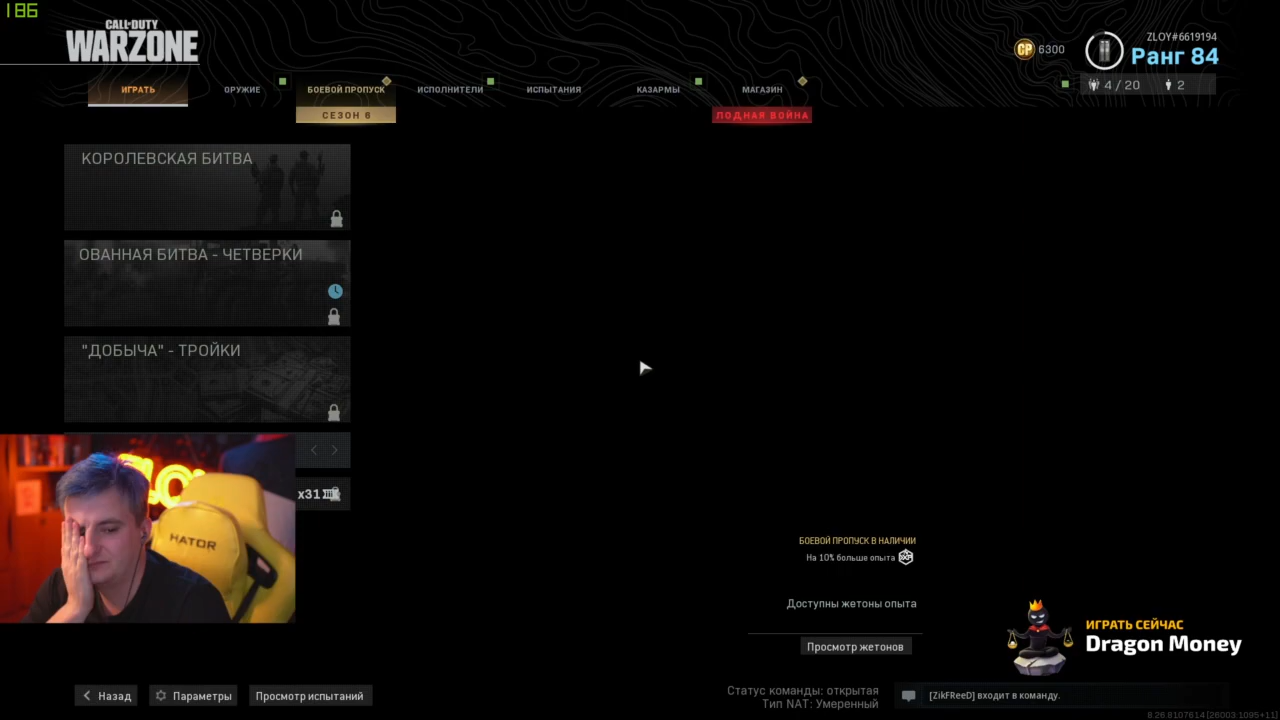 186
CALL OF DUTY
WARZONE
CP 6300
ZLOY#6619194
Ранг 84
4 / 20
2
ИГРАТЬ
ОРУЖИЕ
БОЕВОЙ ПРОПУСК
ИСПОЛНИТЕЛИ
ИСПЫТАНИЯ
КАЗАРМЫ
МАГАЗИН
СЕЗОН 6
ЛОДНАЯ ВОЙНА
КОРОЛЕВСКАЯ БИТВА
ОВАННАЯ БИТВА - ЧЕТВЕРКИ
"ДОБЫЧА" - ТРОЙКИ
x31
HATOR
БОЕВОЙ ПРОПУСК В НАЛИЧИИ
На 10% больше опыта
Доступны жетоны опыта
Просмотр жетонов
ИГРАТЬ СЕЙЧАС
Dragon Money
Назад
Параметры
Просмотр испытаний
Статус команды: открытая
Тип NAT: Умеренный
[ZikFReeD] входит в команду.